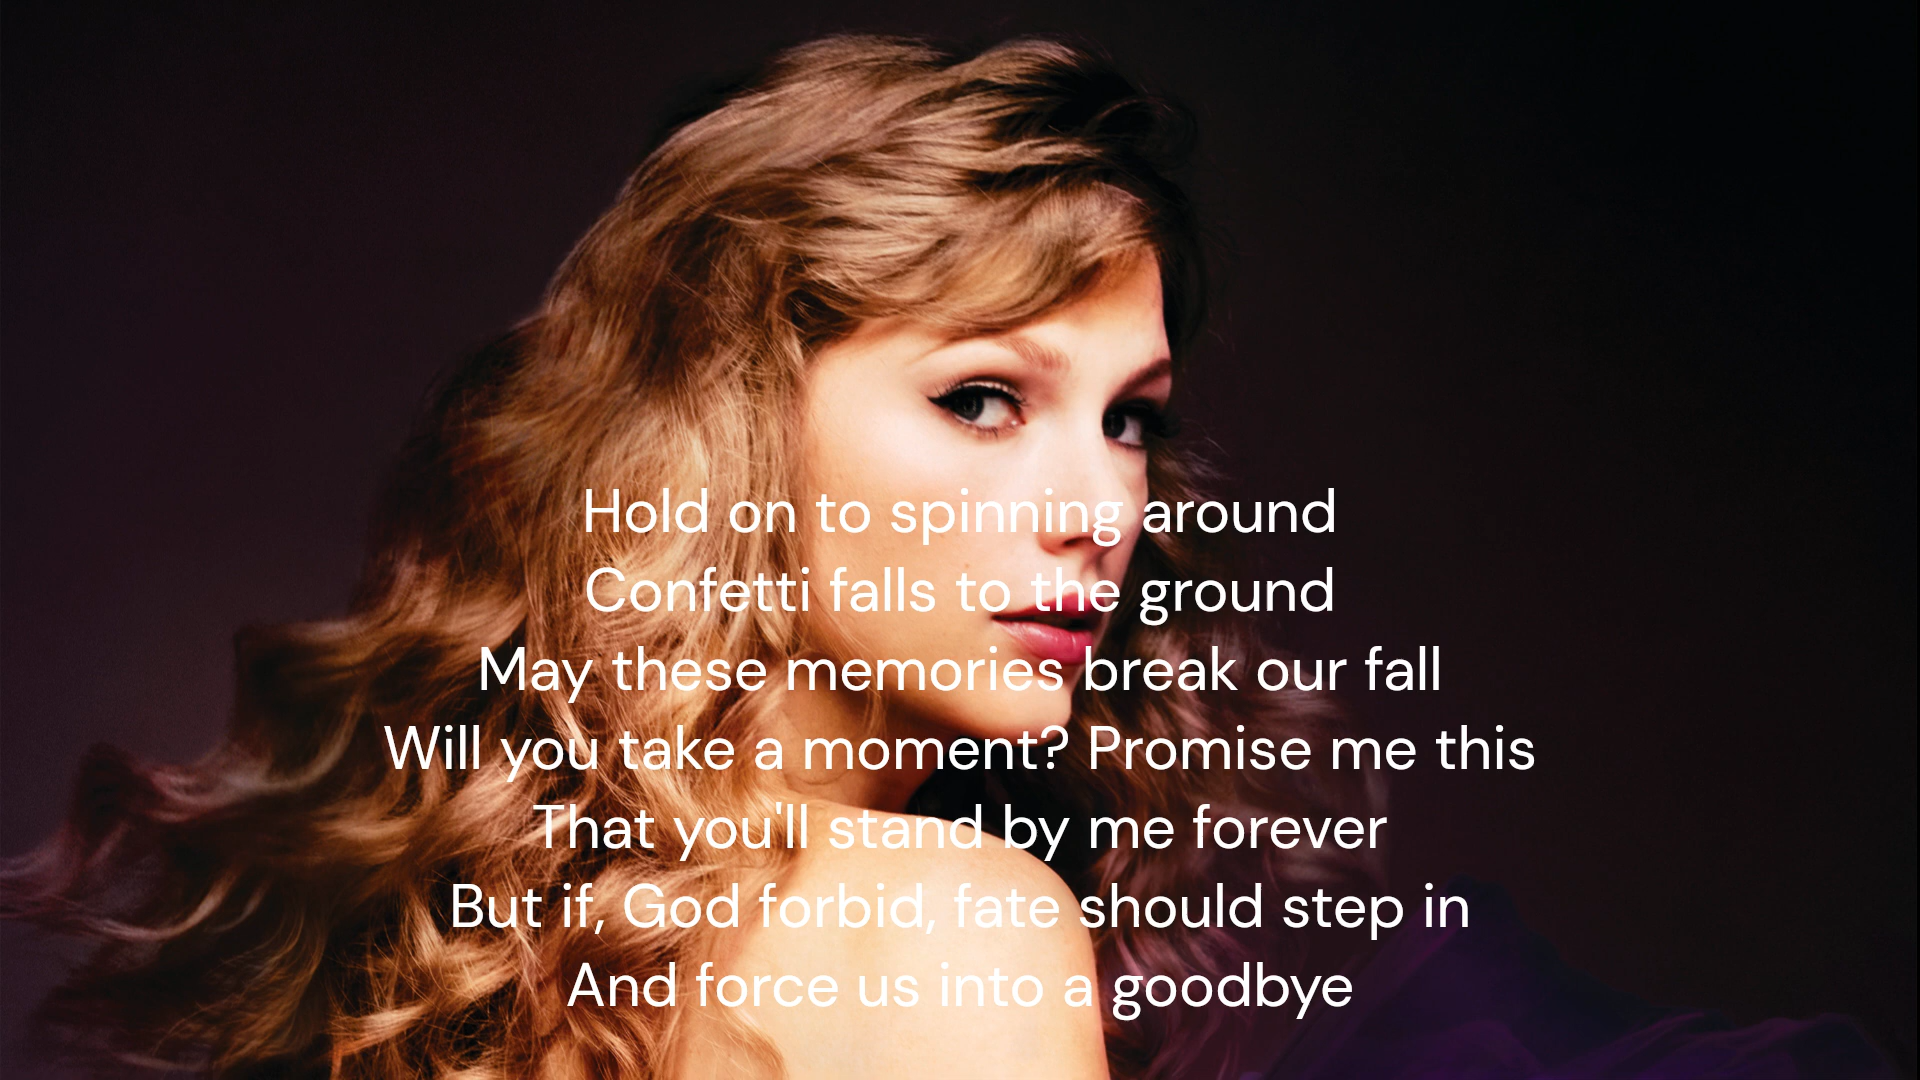 Hold on to spinning around
Confetti falls to the ground
May these memories break our fall
Will you take a moment? Promise me this
That you'll stand by me forever
But if, God forbid, fate should step in
And force us into a goodbye